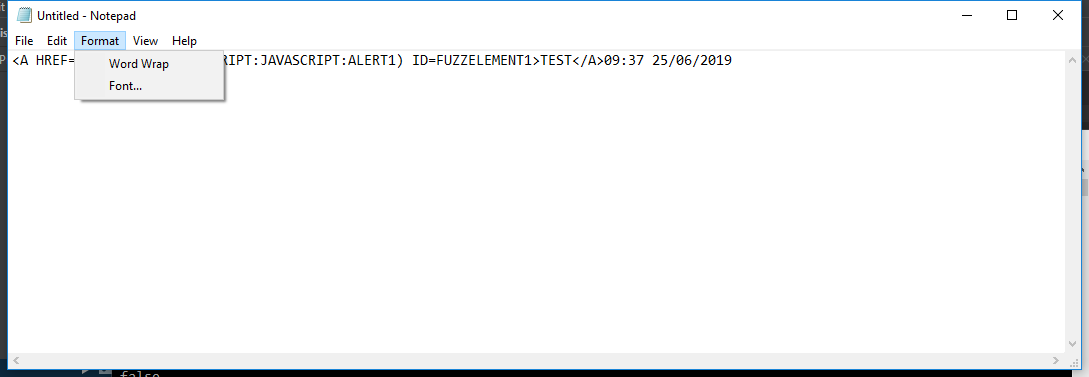 Untitled - Notepad
File Edit Format View Help
<A HREF= RIPT:JAVASCRIPT:ALERT1) ID=FUZZELEMENT1>TEST</A>09:37 25/06/2019
Word Wrap
Font...
false